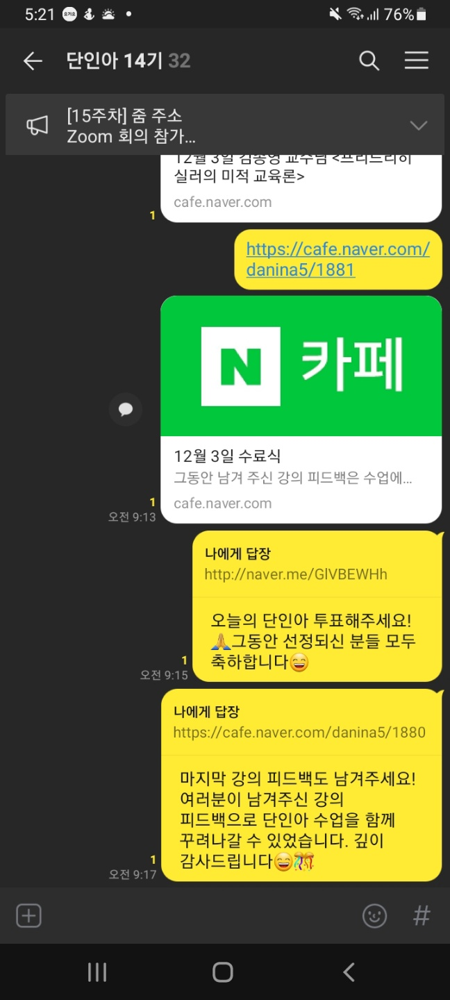 5:21
요기요
76%
단인아 14기 32
[15주차] 줌 주소
Zoom 회의 참가...
12월 3일 김종영 교수님 <프리드리히
실러의 미적 교육론>
cafe.naver.com
1
https://cafe.naver.com/
danina5/1881
N 카페
12월 3일 수료식
그동안 남겨 주신 강의 피드백은 수업에...
cafe.naver.com
1
오전 9:13
나에게 답장
http://naver.me/GlVBEWHh
오늘의 단인아 투표해주세요!
🙏그동안 선정되신 분들 모두
축하합니다😄
1
오전 9:15
나에게 답장
https://cafe.naver.com/danina5/1880
마지막 강의 피드백도 남겨주세요!
여러분이 남겨주신 강의
피드백으로 단인아 수업을 함께
꾸려나갈 수 있었습니다. 깊이
감사드립니다😄🎊
1
오전 9:17
#